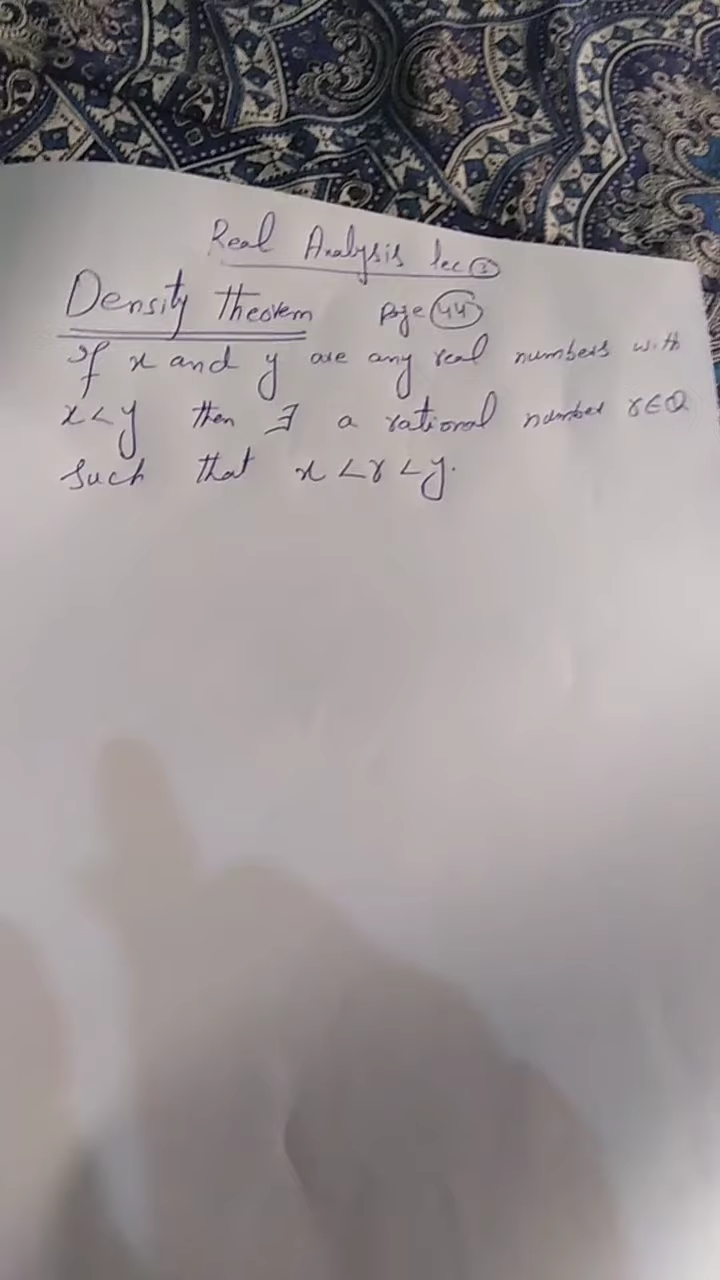 Real Analysis lec ③
Density Theorem Page 44
If x and y are any real numbers with
x < y then ∃ a rational number r ∈ Q
such that x < r < y.